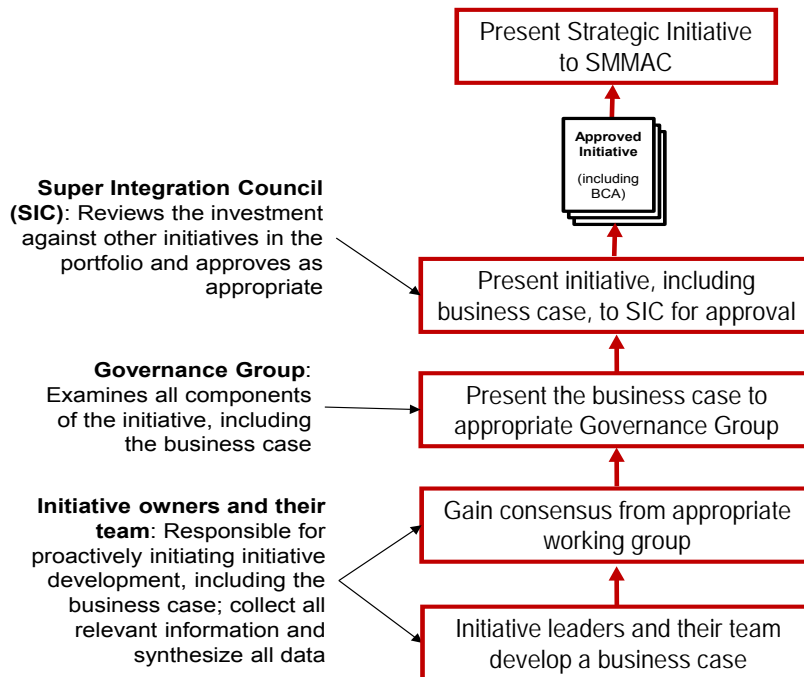 Present Strategic Initiative
to SMMAC
Approved
Initiative
(including
BCA)
Super Integration Council
(SIC): Reviews the investment
against other initiatives in the
portfolio and approves as
appropriate
Present initiative, including
business case, to SIC for approval
Governance Group:
Examines all components
of the initiative, including
the business case
Present the business case to
appropriate Governance Group
Initiative owners and their
team: Responsible for
proactively initiating initiative
development, including the
business case; collect all
relevant information and
synthesize all data
Gain consensus from appropriate
working group
Initiative leaders and their team
develop a business case